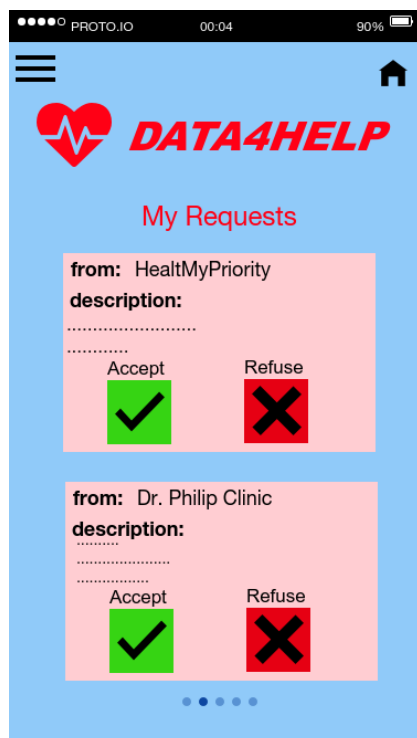 PROTO.IO 00:04 90%
DATA4HELP
My Requests
from: HealtMyPriority
description:
.........................
............
Accept Refuse
from: Dr. Philip Clinic
description:
..........
......................
.................
Accept Refuse